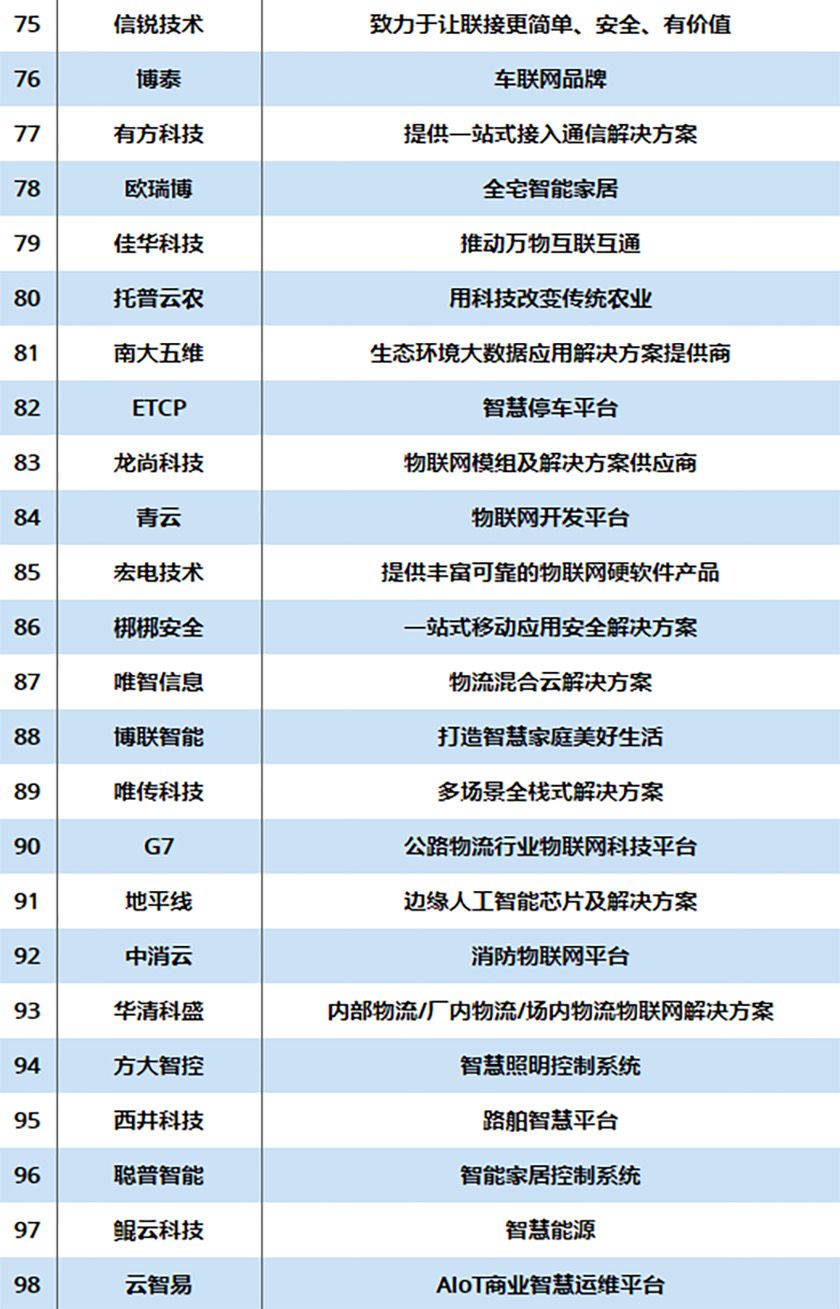 75 信锐技术 致力于让联接更简单、安全、有价值
76 博泰 车联网品牌
77 有方科技 提供一站式接入通信解决方案
78 欧瑞博 全宅智能家居
79 佳华科技 推动万物互联互通
80 托普云农 用科技改变传统农业
81 南大五维 生态环境大数据应用解决方案提供商
82 ETCP 智慧停车平台
83 龙尚科技 物联网模组及解决方案供应商
84 青云 物联网开发平台
85 宏电技术 提供丰富可靠的物联网硬软件产品
86 梆梆安全 一站式移动应用安全解决方案
87 唯智信息 物流混合云解决方案
88 博联智能 打造智慧家庭美好生活
89 唯传科技 多场景全栈式解决方案
90 G7 公路物流行业物联网科技平台
91 地平线 边缘人工智能芯片及解决方案
92 中消云 消防物联网平台
93 华清科盛 内部物流/厂内物流/场内物流物联网解决方案
94 方大智控 智慧照明控制系统
95 西井科技 路舶智慧平台
96 聪普智能 智能家居控制系统
97 鲲云科技 智慧能源
98 云智易 AIoT商业智慧运维平台